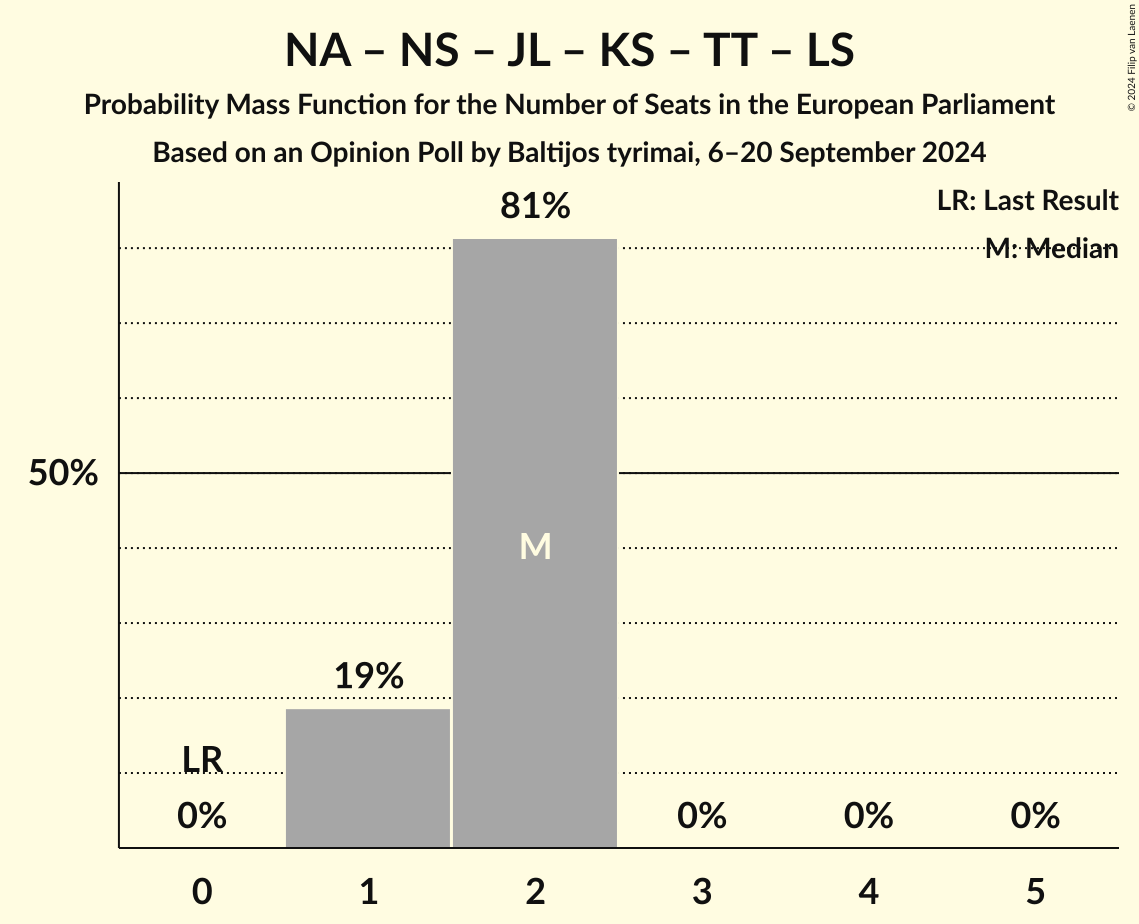 NA – NS – JL – KS – TT – LS
Probability Mass Function for the Number of Seats in the European Parliament
Based on an Opinion Poll by Baltijos tyrimai, 6–20 September 2024
© 2024 Filip van Laenen
LR: Last Result
M: Median
81%
50%
M
19%
LR
0%
0%
0%
0%
0
1
2
3
4
5